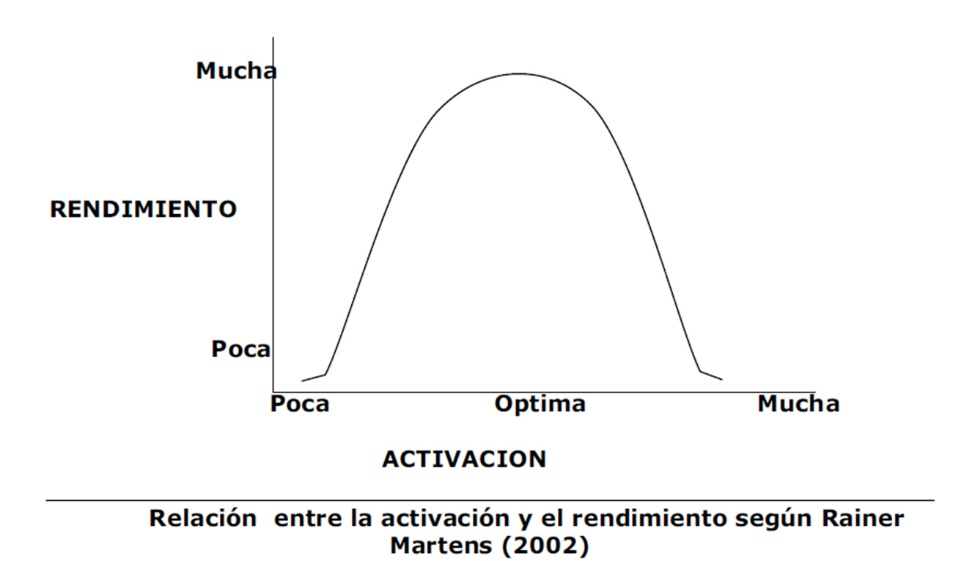 Mucha
RENDIMIENTO
Poca
Poca Optima Mucha
ACTIVACION
Relación entre la activación y el rendimiento según Rainer
Martens (2002)